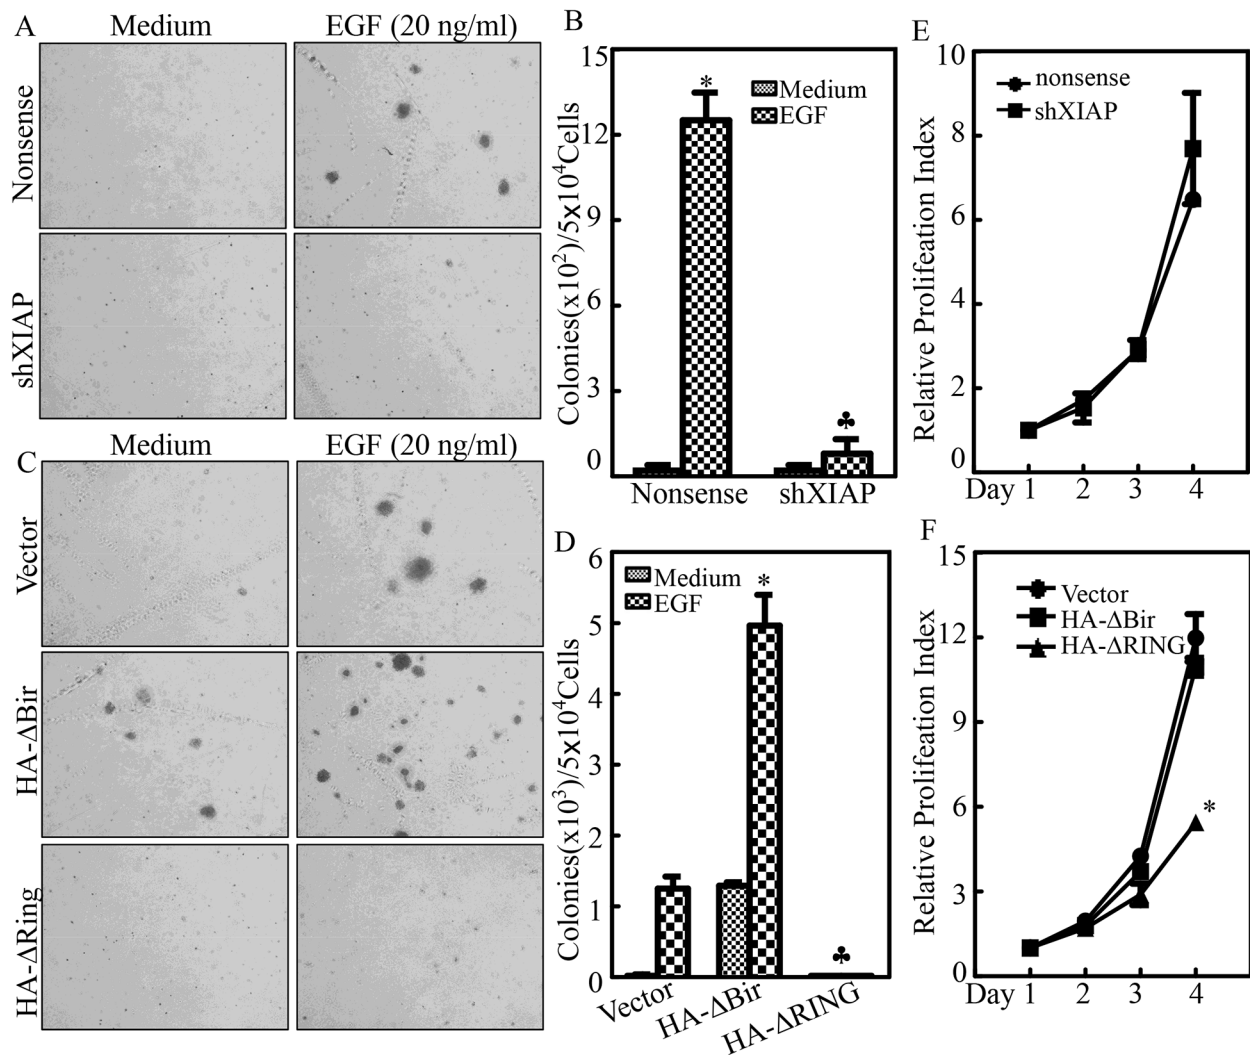 A
Medium
EGF (20 ng/ml)
Nonsense
shXIAP
B
Colonies(x10²)/5x10⁴Cells
15
12
9
6
3
0
Medium
EGF
*
♣
Nonsense
shXIAP
C
Medium
EGF (20 ng/ml)
Vector
HA-ΔBir
HA-ΔRing
D
Colonies(x10³)/5x10⁴Cells
6
5
4
3
2
1
0
Medium
EGF
*
♣
Vector
HA-ΔBir
HA-ΔRING
E
Relative Prolifeation Index
10
8
6
4
2
0
nonsense
shXIAP
Day 1 2 3 4
F
Relative Prolifeation Index
15
12
9
6
3
0
Vector
HA-ΔBir
HA-ΔRING
*
Day 1 2 3 4